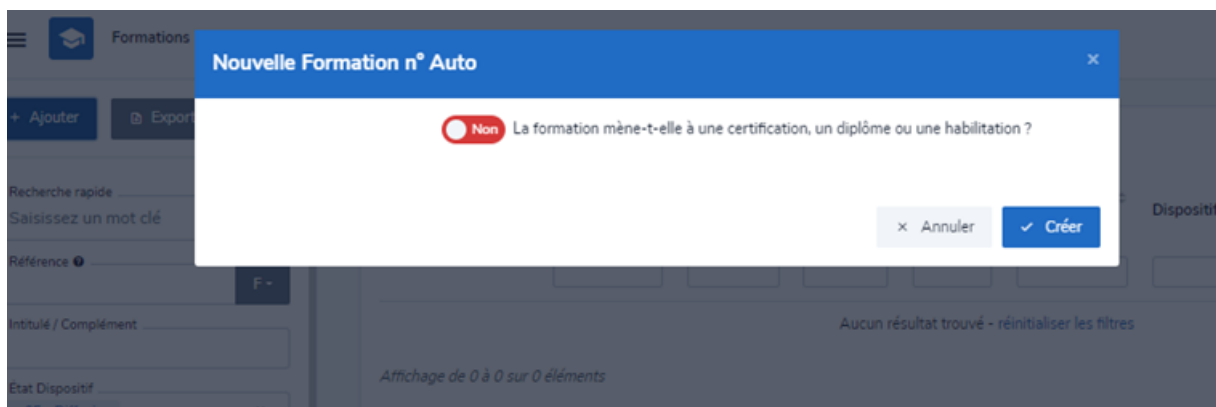 Formations
Nouvelle Formation n° Auto
×
+ Ajouter
Export
Non La formation mène-t-elle à une certification, un diplôme ou une habilitation ?
Recherche rapide
Saisissez un mot clé
× Annuler
Créer
Dispositif
Référence
F
Intitulé / Complément
Aucun résultat trouvé - réinitialiser les filtres
État Dispositif
Affichage de 0 à 0 sur 0 éléments